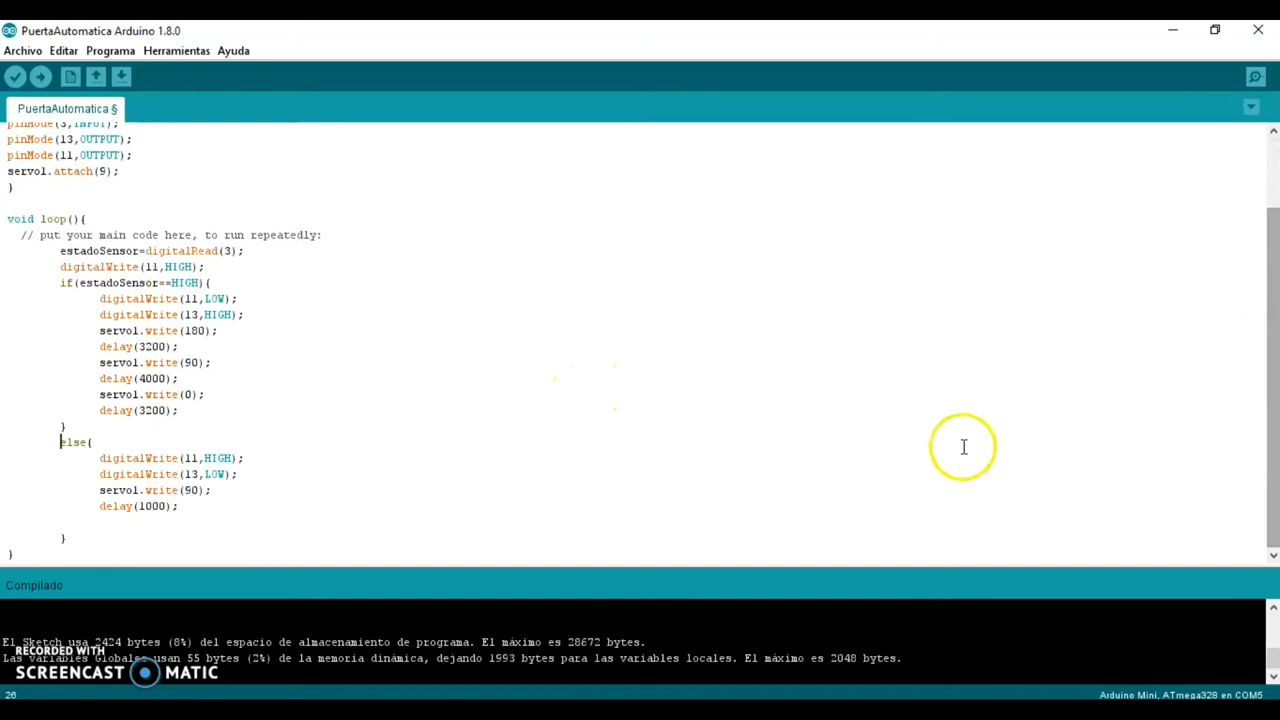 PuertaAutomatica Arduino 1.8.0
Archivo Editar Programa Herramientas Ayuda
PuertaAutomatica §
pinMode(3,INPUT);
pinMode(13,OUTPUT);
pinMode(11,OUTPUT);
servo1.attach(9);
}
void loop(){
// put your main code here, to run repeatedly:
estadoSensor=digitalRead(3);
digitalWrite(11,HIGH);
if(estadoSensor==HIGH){
digitalWrite(11,LOW);
digitalWrite(13,HIGH);
servo1.write(180);
delay(3200);
servo1.write(90);
delay(4000);
servo1.write(0);
delay(3200);
}
else{
digitalWrite(11,HIGH);
digitalWrite(13,LOW);
servo1.write(90);
delay(1000);
}
}
Compilado
El Sketch usa 2424 bytes (8%) del espacio de almacenamiento de programa. El máximo es 28672 bytes.
Las variables Globales usan 55 bytes (2%) de la memoria dinámica, dejando 1993 bytes para las variables locales. El máximo es 2048 bytes.
RECORDED WITH
SCREENCAST MATIC
26
Arduino Mini, ATmega328 en COM5